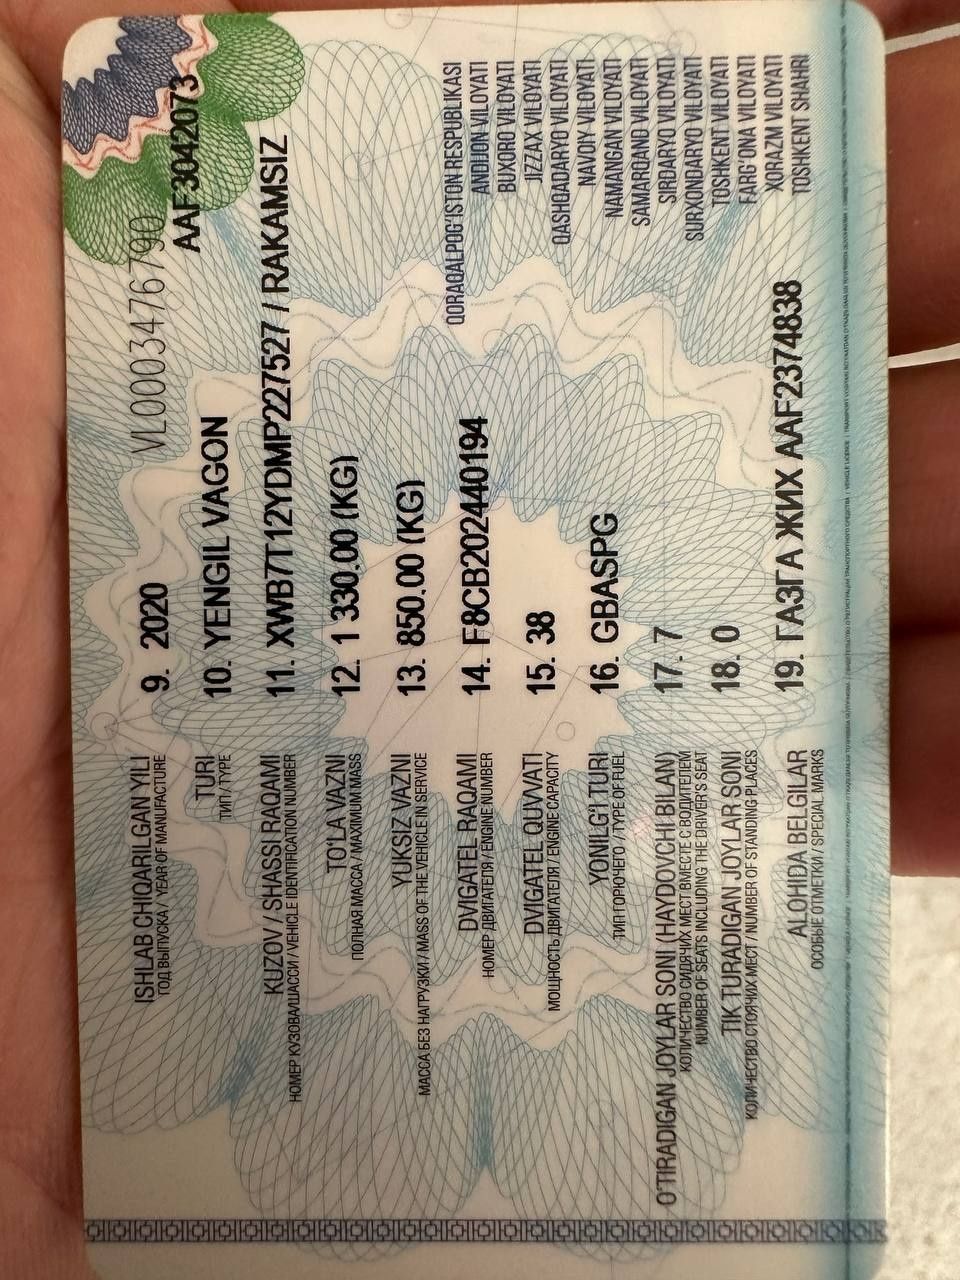 VL0003476790
AAF3042073
ISHLAB CHIQARILGAN YILI
ГОД ВЫПУСКА / YEAR OF MANUFACTURE
9. 2020
TURI
ТИП / TYPE
10. YENGIL VAGON
KUZOV / SHASSI RAQAMI
НОМЕР КУЗОВА/ШАССИ / VEHICLE IDENTIFICATION NUMBER
11. XWB7T12YDMP227527 / RAKAMSIZ
TO'LA VAZNI
ПОЛНАЯ МАССА / MAXIMUM MASS
12. 1 330.00 (KG)
YUKSIZ VAZNI
МАССА БЕЗ НАГРУЗКИ / MASS OF THE VEHICLE IN SERVICE
13. 850.00 (KG)
DVIGATEL RAQAMI
НОМЕР ДВИГАТЕЛЯ / ENGINE NUMBER
14. F8CB202440194
DVIGATEL QUVVATI
МОЩНОСТЬ ДВИГАТЕЛЯ / ENGINE CAPACITY
15. 38
YONILG'I TURI
ТИП ГОРЮЧЕГО / TYPE OF FUEL
16. GBASPG
O'TIRADIGAN JOYLAR SONI (HAYDOVCHI BILAN)
КОЛИЧЕСТВО СИДЯЧИХ МЕСТ ВМЕСТЕ С ВОДИТЕЛЕМ
NUMBER OF SEATS INCLUDING THE DRIVER'S SEAT
17. 7
TIK TURADIGAN JOYLAR SONI
КОЛИЧЕСТВО СТОЯЧИХ МЕСТ / NUMBER OF STANDING PLACES
18. 0
ALOHIDA BELGILAR
ОСОБЫЕ ОТМЕТКИ / SPECIAL MARKS
19. ГАЗГА ЖИХ AAF2374838
QORAQALPOG'ISTON RESPUBLIKASI
ANDIJON VILOYATI
BUXORO VILOYATI
JIZZAX VILOYATI
QASHQADARYO VILOYATI
NAVOIY VILOYATI
NAMANGAN VILOYATI
SAMARQAND VILOYATI
SIRDARYO VILOYATI
SURXONDARYO VILOYATI
TOSHKENT VILOYATI
FARG'ONA VILOYATI
XORAZM VILOYATI
TOSHKENT SHAHRI